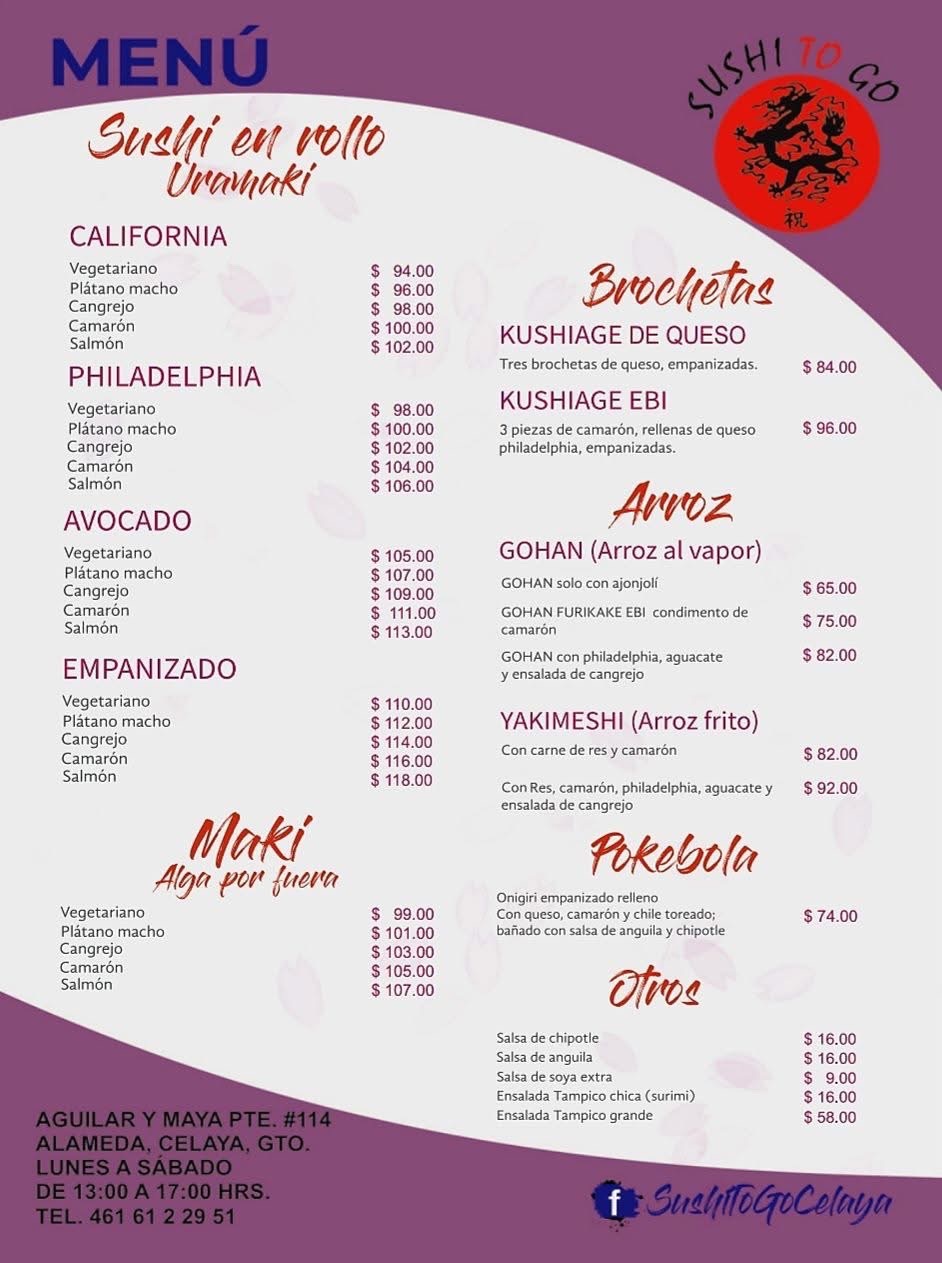 MENÚ
SUSHI TO GO
祝
Sushi en rollo
Uramaki
CALIFORNIA
Vegetariano $ 94.00
Plátano macho $ 96.00
Cangrejo $ 98.00
Camarón $ 100.00
Salmón $ 102.00
PHILADELPHIA
Vegetariano $ 98.00
Plátano macho $ 100.00
Cangrejo $ 102.00
Camarón $ 104.00
Salmón $ 106.00
AVOCADO
Vegetariano $ 105.00
Plátano macho $ 107.00
Cangrejo $ 109.00
Camarón $ 111.00
Salmón $ 113.00
EMPANIZADO
Vegetariano $ 110.00
Plátano macho $ 112.00
Cangrejo $ 114.00
Camarón $ 116.00
Salmón $ 118.00
Maki
Alga por fuera
Vegetariano $ 99.00
Plátano macho $ 101.00
Cangrejo $ 103.00
Camarón $ 105.00
Salmón $ 107.00
Brochetas
KUSHIAGE DE QUESO
Tres brochetas de queso, empanizadas. $ 84.00
KUSHIAGE EBI
3 piezas de camarón, rellenas de queso $ 96.00
philadelphia, empanizadas.
Arroz
GOHAN (Arroz al vapor)
GOHAN solo con ajonjolí $ 65.00
GOHAN FURIKAKE EBI condimento de
camarón $ 75.00
GOHAN con philadelphia, aguacate $ 82.00
y ensalada de cangrejo
YAKIMESHI (Arroz frito)
Con carne de res y camarón $ 82.00
Con Res, camarón, philadelphia, aguacate y $ 92.00
ensalada de cangrejo
Pokebola
Onigiri empanizado relleno
Con queso, camarón y chile toreado; $ 74.00
bañado con salsa de anguila y chipotle
Otros
Salsa de chipotle $ 16.00
Salsa de anguila $ 16.00
Salsa de soya extra $ 9.00
Ensalada Tampico chica (surimi) $ 16.00
Ensalada Tampico grande $ 58.00
AGUILAR Y MAYA PTE. #114
ALAMEDA, CELAYA, GTO.
LUNES A SÁBADO
DE 13:00 A 17:00 HRS.
TEL. 461 61 2 29 51
f SushiToGoCelaya